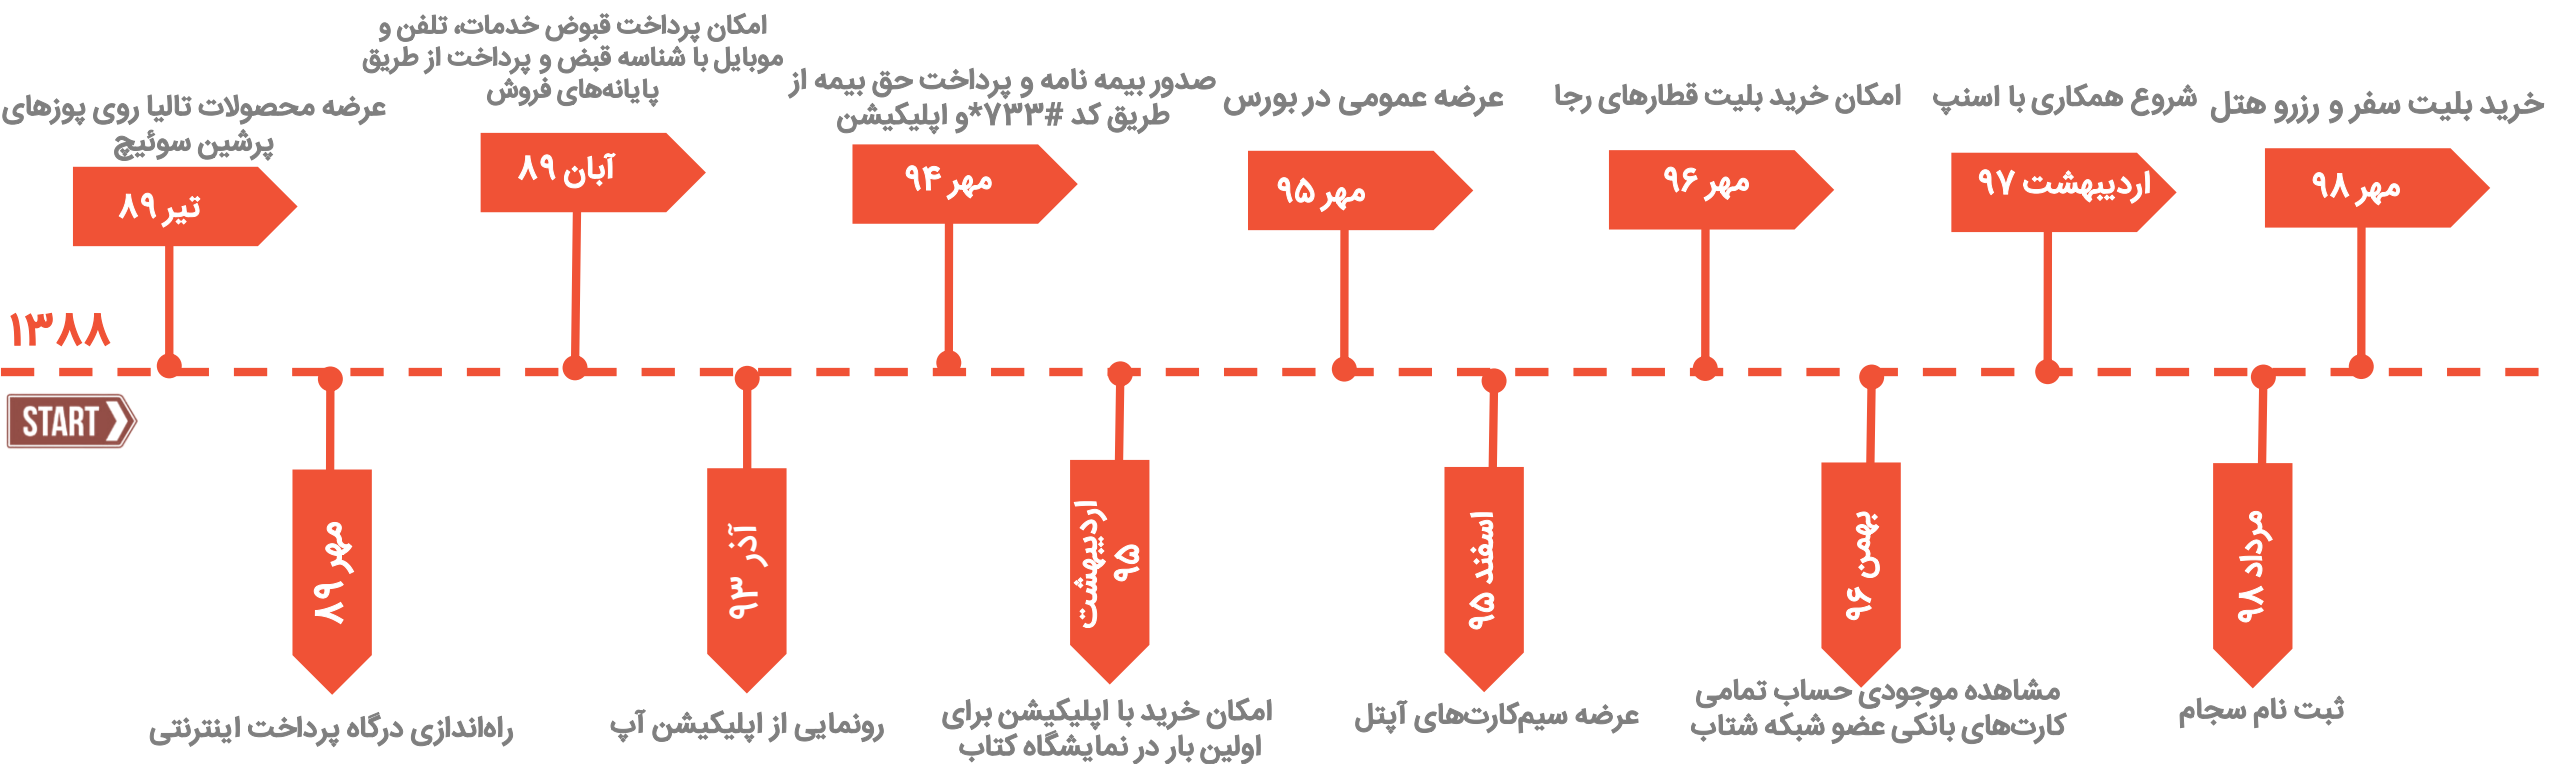 ۱۳۸۸
START
عرضه محصولات تالیا روی پوزهای
پرشین سوئیچ
تیر ۸۹
مهر ۸۹
راه‌اندازی درگاه پرداخت اینترنتی
امکان پرداخت قبوض خدمات، تلفن و
موبایل با شناسه قبض و پرداخت از طریق
پایانه‌های فروش
آبان ۸۹
آذر ۹۳
رونمایی از اپلیکیشن آپ
صدور بیمه نامه و پرداخت حق بیمه از
طریق کد #۷۳۳*و اپلیکیشن
مهر ۹۴
اردیبهشت
۹۵
امکان خرید با اپلیکیشن برای
اولین بار در نمایشگاه کتاب
عرضه عمومی در بورس
مهر ۹۵
اسفند ۹۵
عرضه سیم‌کارت‌های آپتل
امکان خرید بلیت قطارهای رجا
مهر ۹۶
بهمن ۹۶
مشاهده موجودی حساب تمامی
کارت‌های بانکی عضو شبکه شتاب
شروع همکاری با اسنپ
اردیبهشت ۹۷
مرداد ۹۸
ثبت نام سجام
خرید بلیت سفر و رزرو هتل
مهر ۹۸